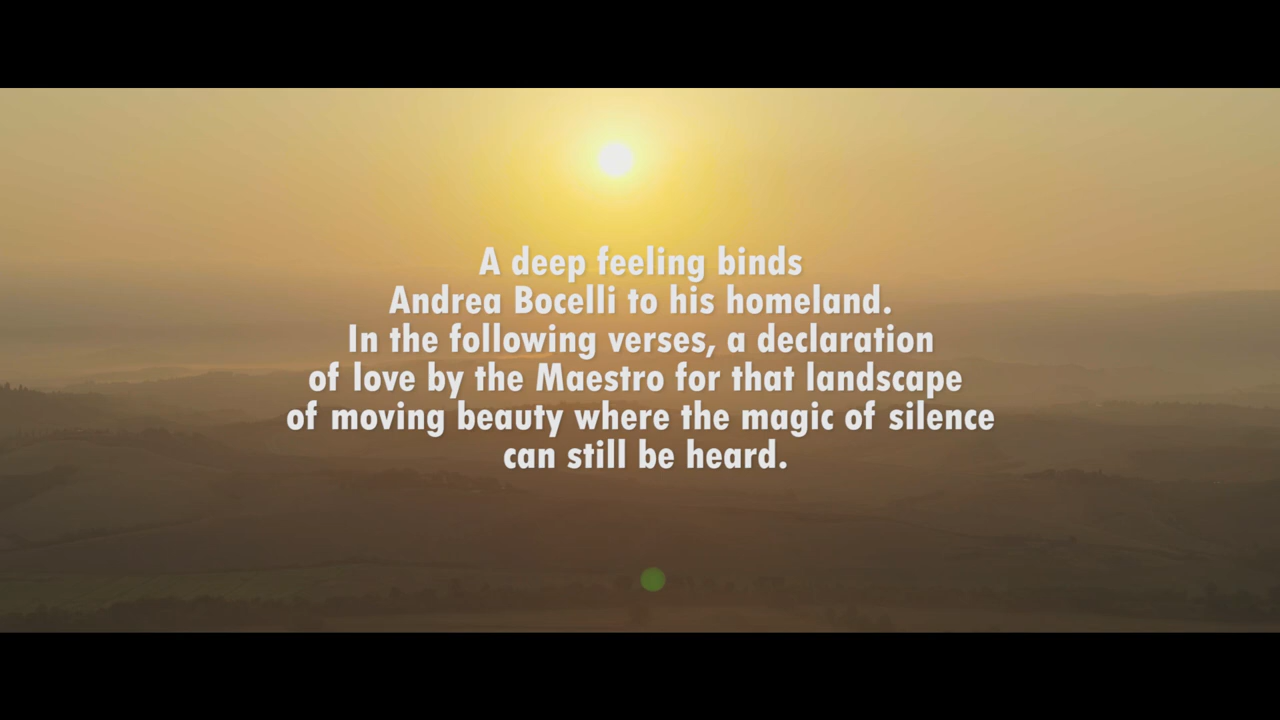 A deep feeling binds
Andrea Bocelli to his homeland.
In the following verses, a declaration
of love by the Maestro for that landscape
of moving beauty where the magic of silence
can still be heard.